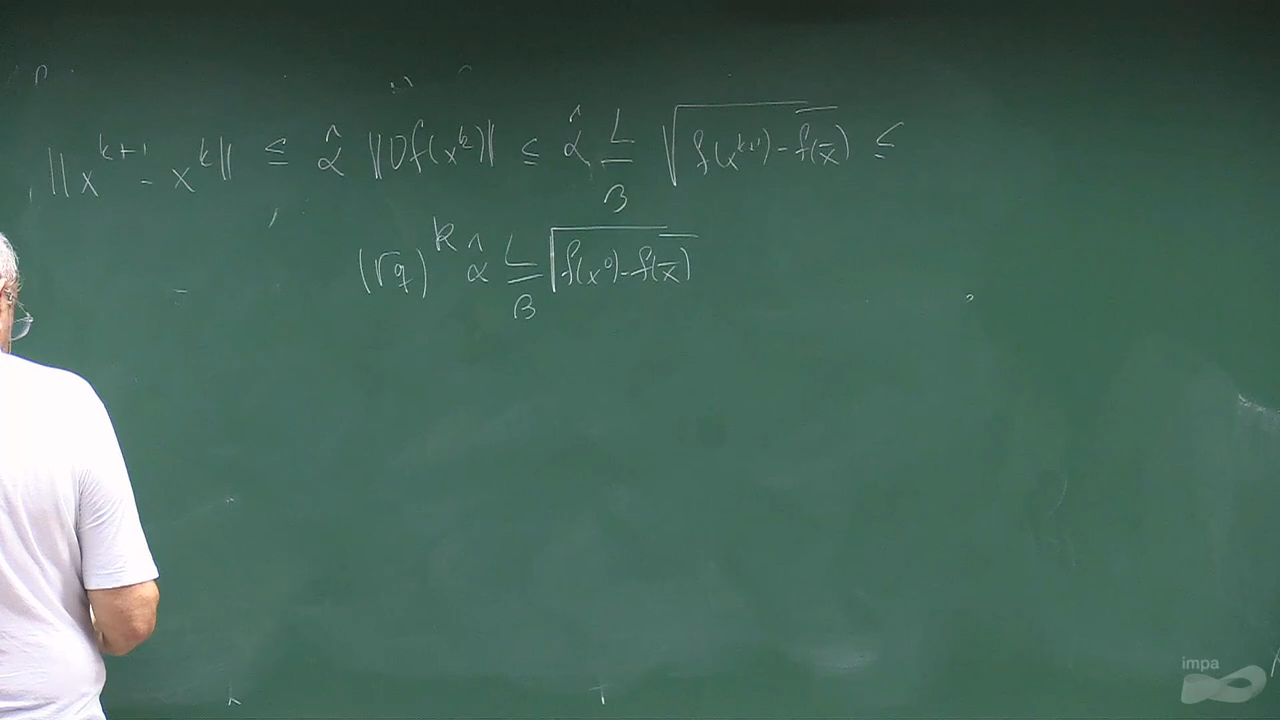 ‖x^{k+1} - x^k‖ ≤ α̂ ‖Df(x^k)‖ ≤ α̂ L/β √(f(x^{k+1}) - f(x̄)) ≤
(√q)^k α̂ L/β √(f(x^0) - f(x̄))
impa